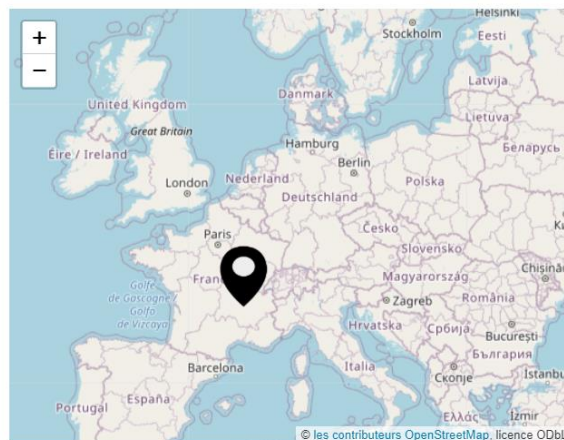 Helsinki
+
Stockholm
Eesti
−
Latvija
Danmark
United Kingdom
Lietuva
Great Britain
Hamburg
Беларусь
Éire / Ireland
Berlin
Nederland
Polska
London
Deutschland
Paris
Česko
Slovensko
Magyarország
Chișinău
Golfe
de Gascogne
Golfo
de Vizcaya
Zagreb
România
Hrvatska
Србија
București
Barcelona
Italia
България
Скопје
Portugal
España
Ελλάς
İzmir
© les contributeurs OpenStreetMap, licence ODbL